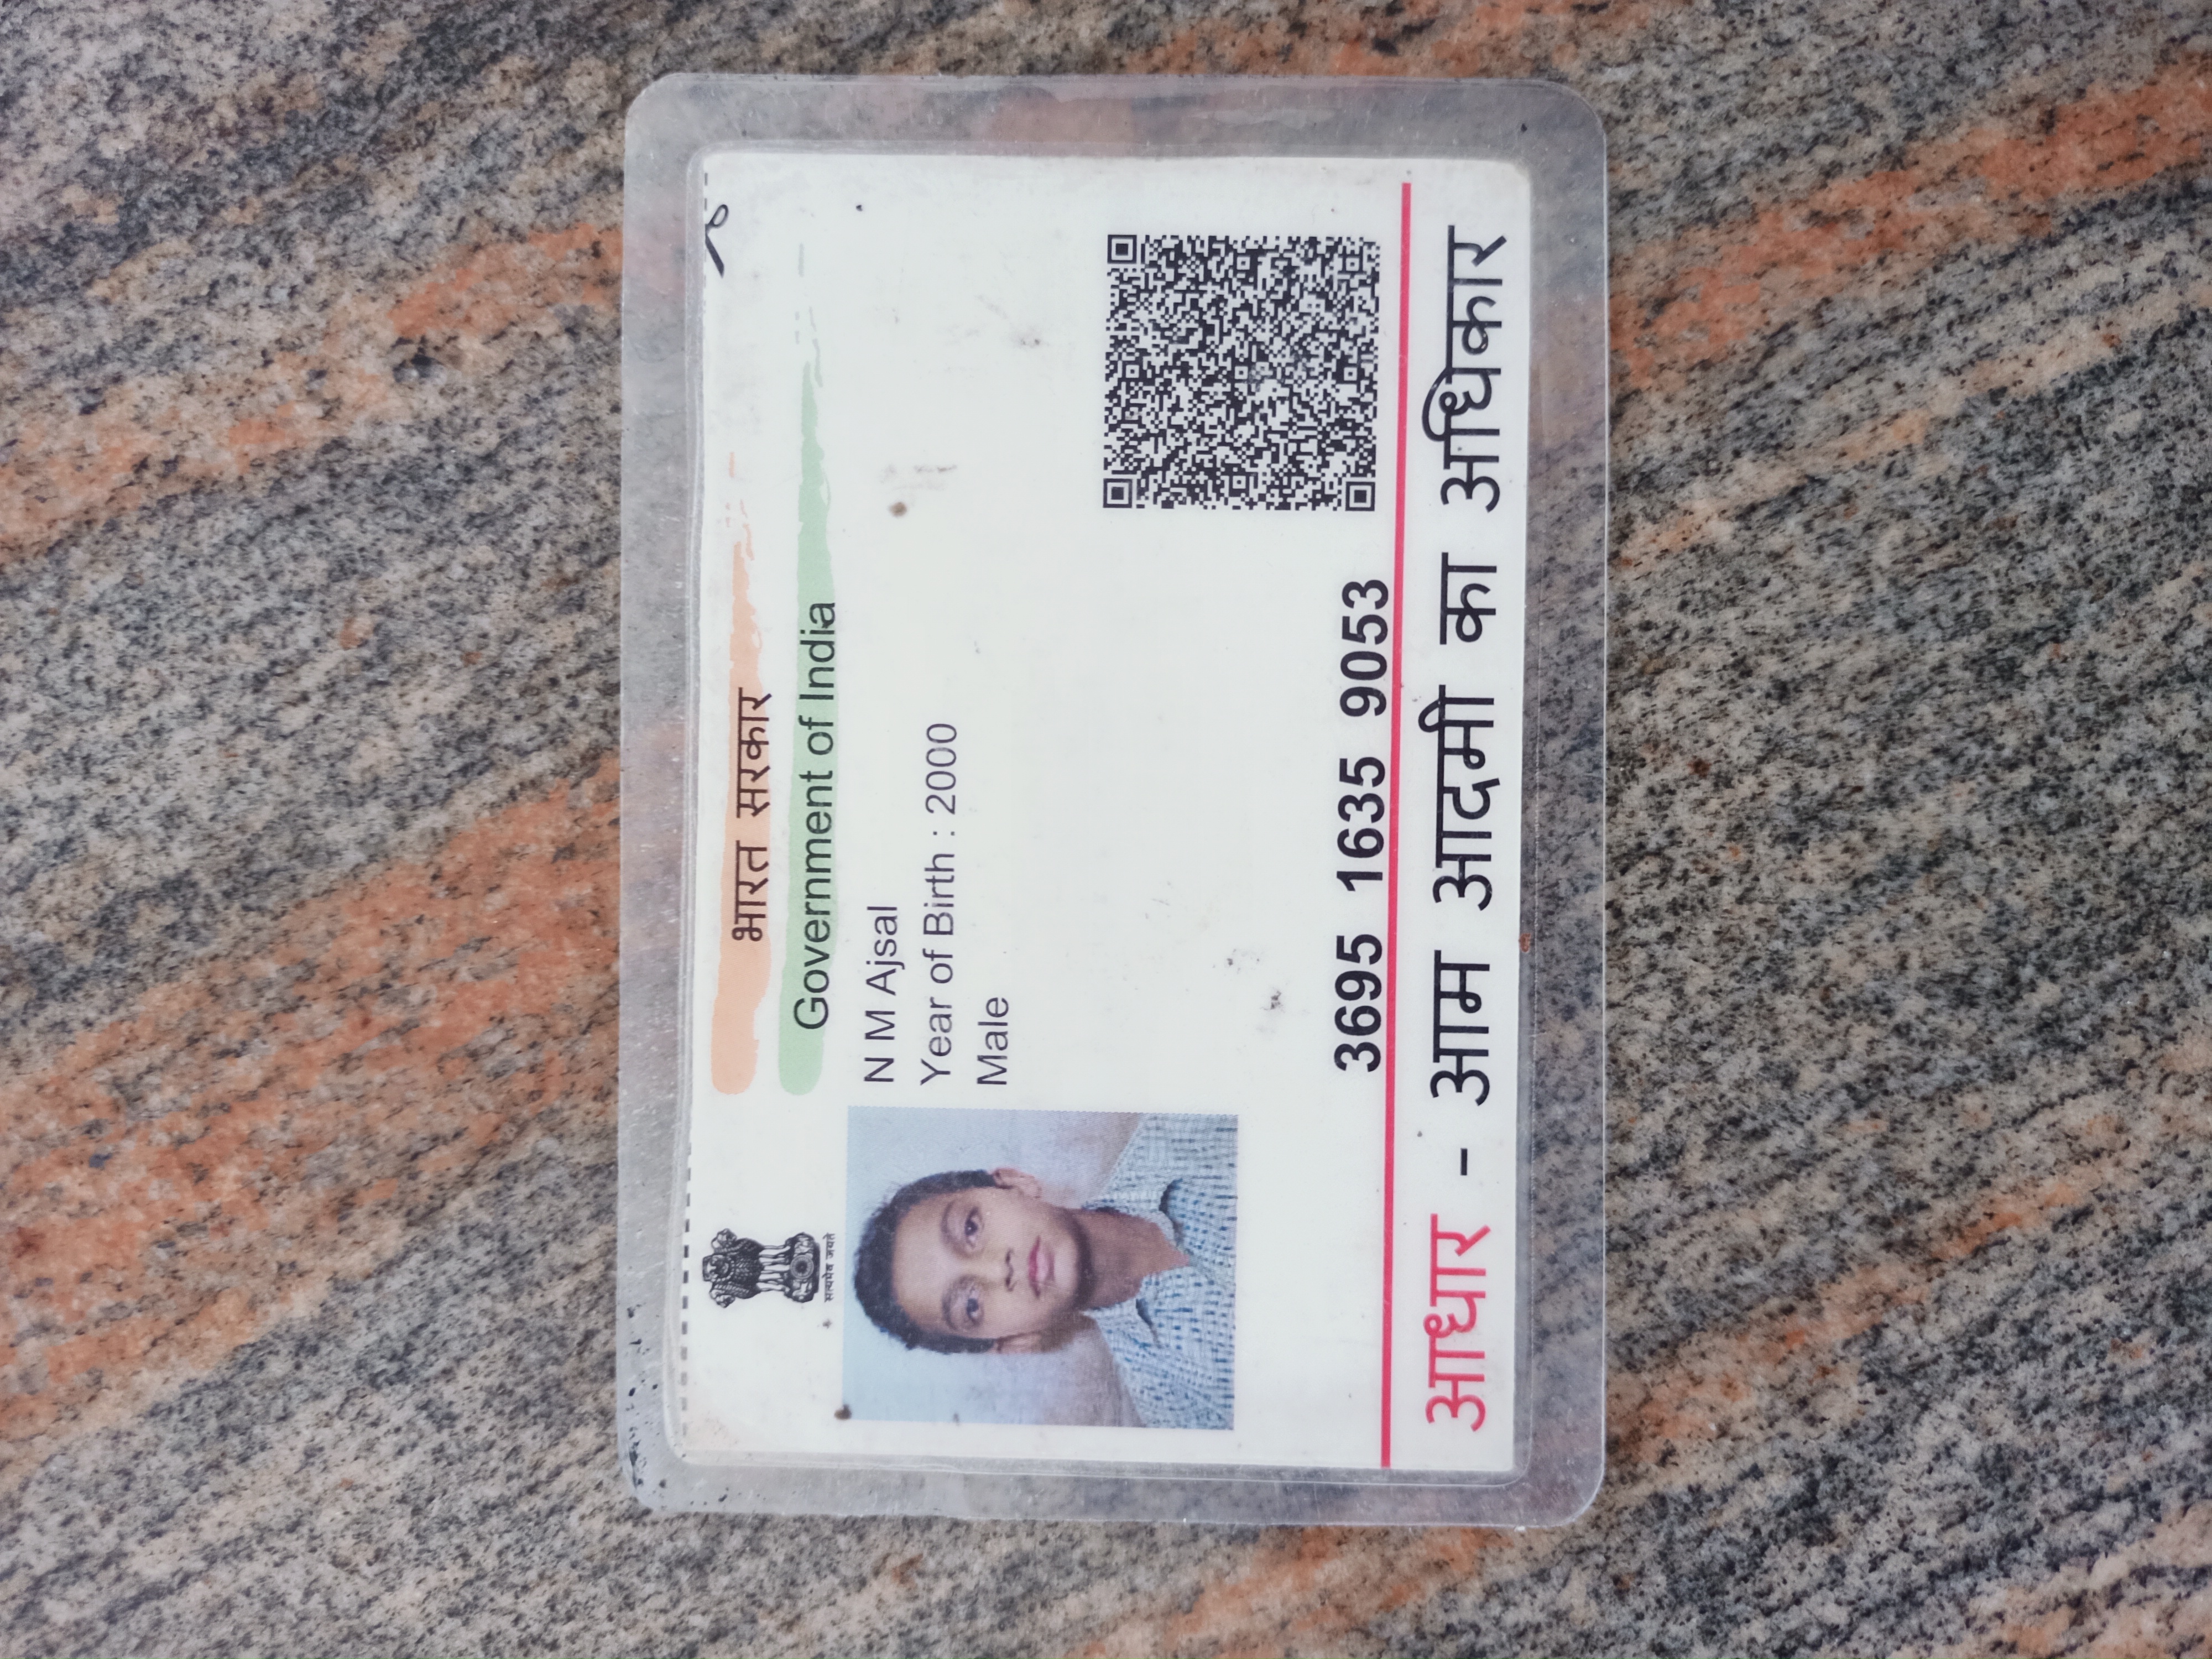 भारत सरकार
Government of India
सत्यमेव जयते
N M Ajsal
Year of Birth : 2000
Male
3695 1635 9053
आधार - आम आदमी का अधिकार